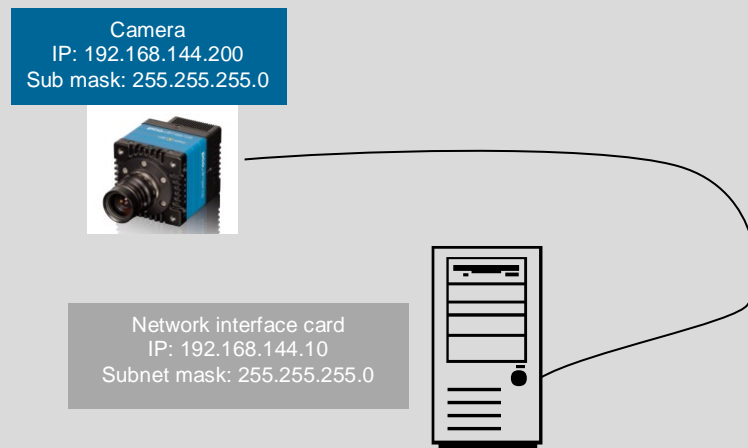 Camera
IP: 192.168.144.200
Sub mask: 255.255.255.0
Network interface card
IP: 192.168.144.10
Subnet mask: 255.255.255.0